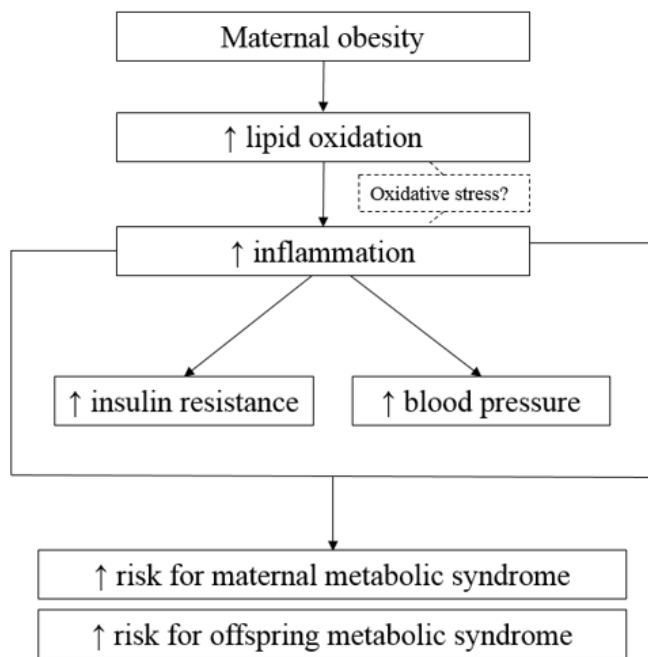 Maternal obesity
↑ lipid oxidation
Oxidative stress?
↑ inflammation
↑ insulin resistance
↑ blood pressure
↑ risk for maternal metabolic syndrome
↑ risk for offspring metabolic syndrome